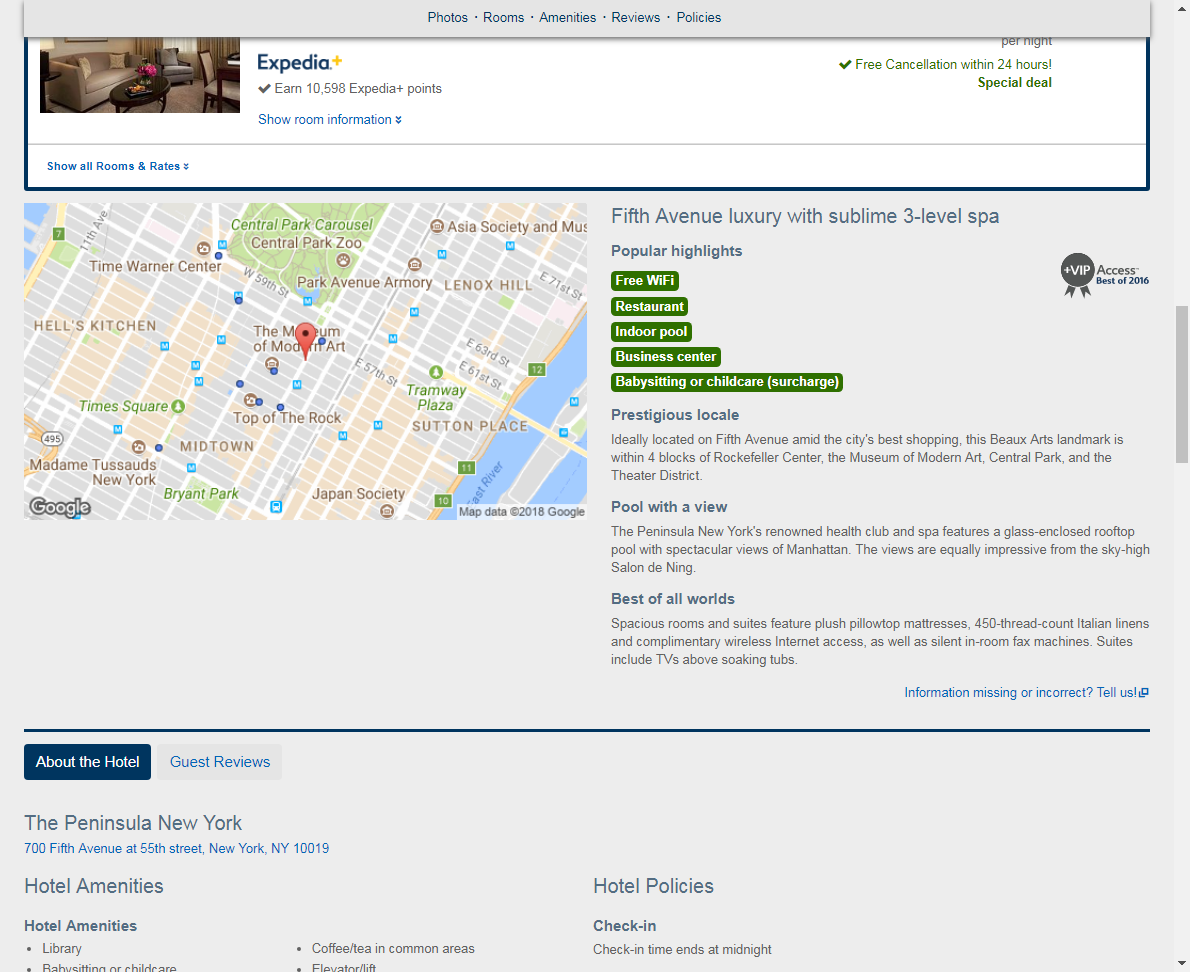 Photos · Rooms · Amenities · Reviews · Policies
per night
Expedia+
Free Cancellation within 24 hours!
Earn 10,598 Expedia+ points
Special deal
Show room information
Show all Rooms & Rates
11th Ave
7
Central Park Carousel
Central Park Zoo
Asia Society and Mus
Time Warner Center
W 59th St
Park Avenue Armory
LENOX HILL
E 71st St
HELL'S KITCHEN
The Museum
of Modern Art
E 63rd St
E 57th St
E 61st St
12
Tramway
Plaza
Times Square
Top of The Rock
SUTTON PLACE
495
MIDTOWN
Madame Tussauds
New York
11
East River
Bryant Park
Japan Society
10
Google
Map data ©2018 Google
Fifth Avenue luxury with sublime 3-level spa
Popular highlights
+VIP Access™
Best of 2016
Free WiFi
Restaurant
Indoor pool
Business center
Babysitting or childcare (surcharge)
Prestigious locale
Ideally located on Fifth Avenue amid the city's best shopping, this Beaux Arts landmark is
within 4 blocks of Rockefeller Center, the Museum of Modern Art, Central Park, and the
Theater District.
Pool with a view
The Peninsula New York's renowned health club and spa features a glass-enclosed rooftop
pool with spectacular views of Manhattan. The views are equally impressive from the sky-high
Salon de Ning.
Best of all worlds
Spacious rooms and suites feature plush pillowtop mattresses, 450-thread-count Italian linens
and complimentary wireless Internet access, as well as silent in-room fax machines. Suites
include TVs above soaking tubs.
Information missing or incorrect? Tell us!
About the Hotel
Guest Reviews
The Peninsula New York
700 Fifth Avenue at 55th street, New York, NY 10019
Hotel Amenities
Hotel Amenities
• Library
• Babysitting or childcare
• Coffee/tea in common areas
• Elevator/lift
Hotel Policies
Check-in
Check-in time ends at midnight